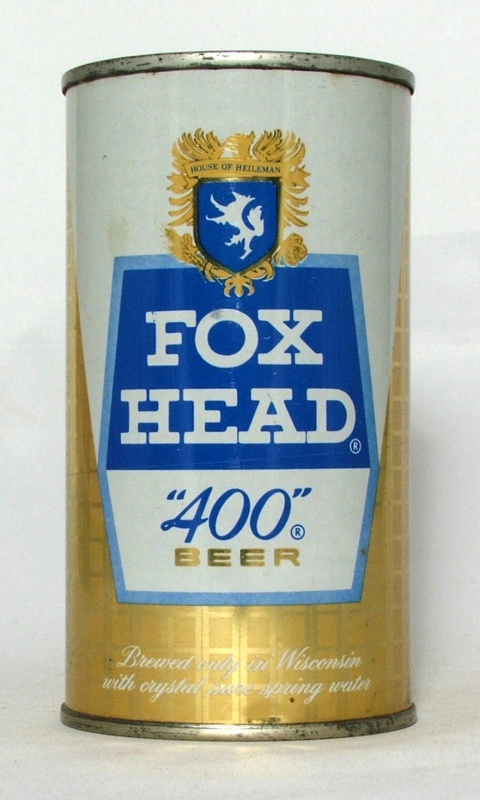 HOUSE OF HEILEMAN
FOX
HEAD®
“400”®
BEER
Brewed only in Wisconsin
with crystal pure spring water